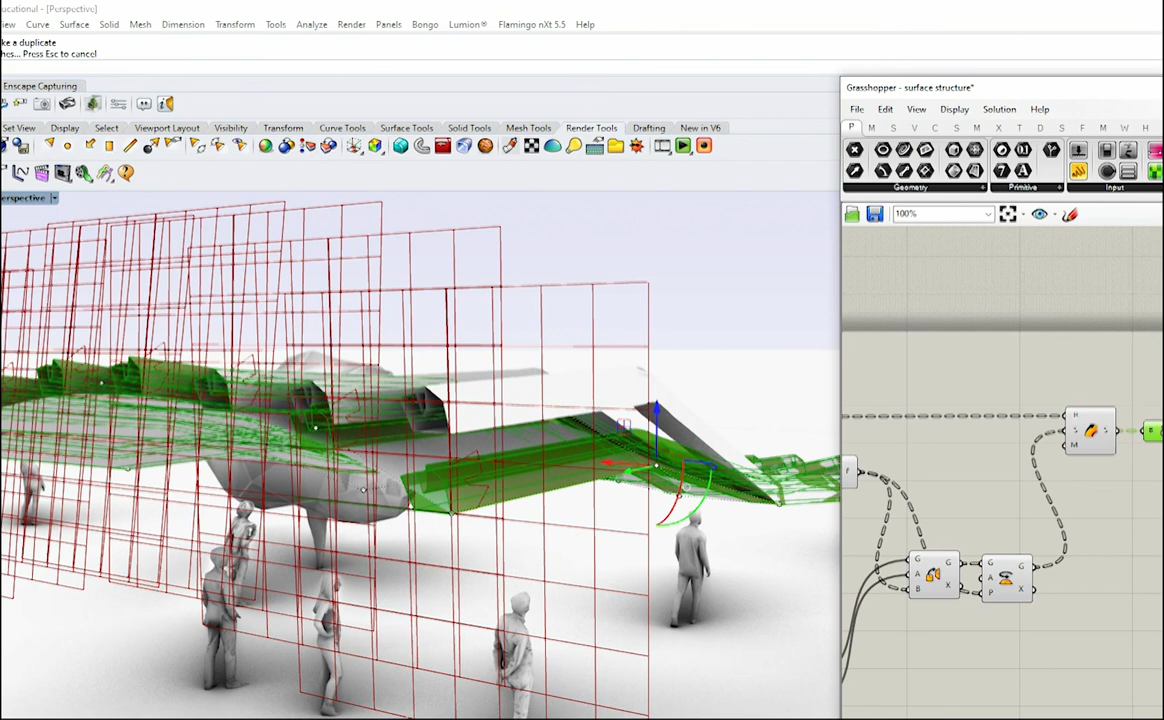 ucational - [Perspective]
iew Curve Surface Solid Mesh Dimension Transform Tools Analyze Render Panels Bongo Lumion® Flamingo nXt 5.5 Help
ke a duplicate
hes... Press Esc to cancel
Enscape Capturing
Set View Display Select Viewport Layout Visibility Transform Curve Tools Surface Tools Solid Tools Mesh Tools Render Tools Drafting New in V6
erspective
Grasshopper - surface structure*
File Edit View Display Solution Help
P M S V C S M X T D S F M W H
Geometry + Primitive + Input
100%
S S B
M
G G G G
A A
B X P X